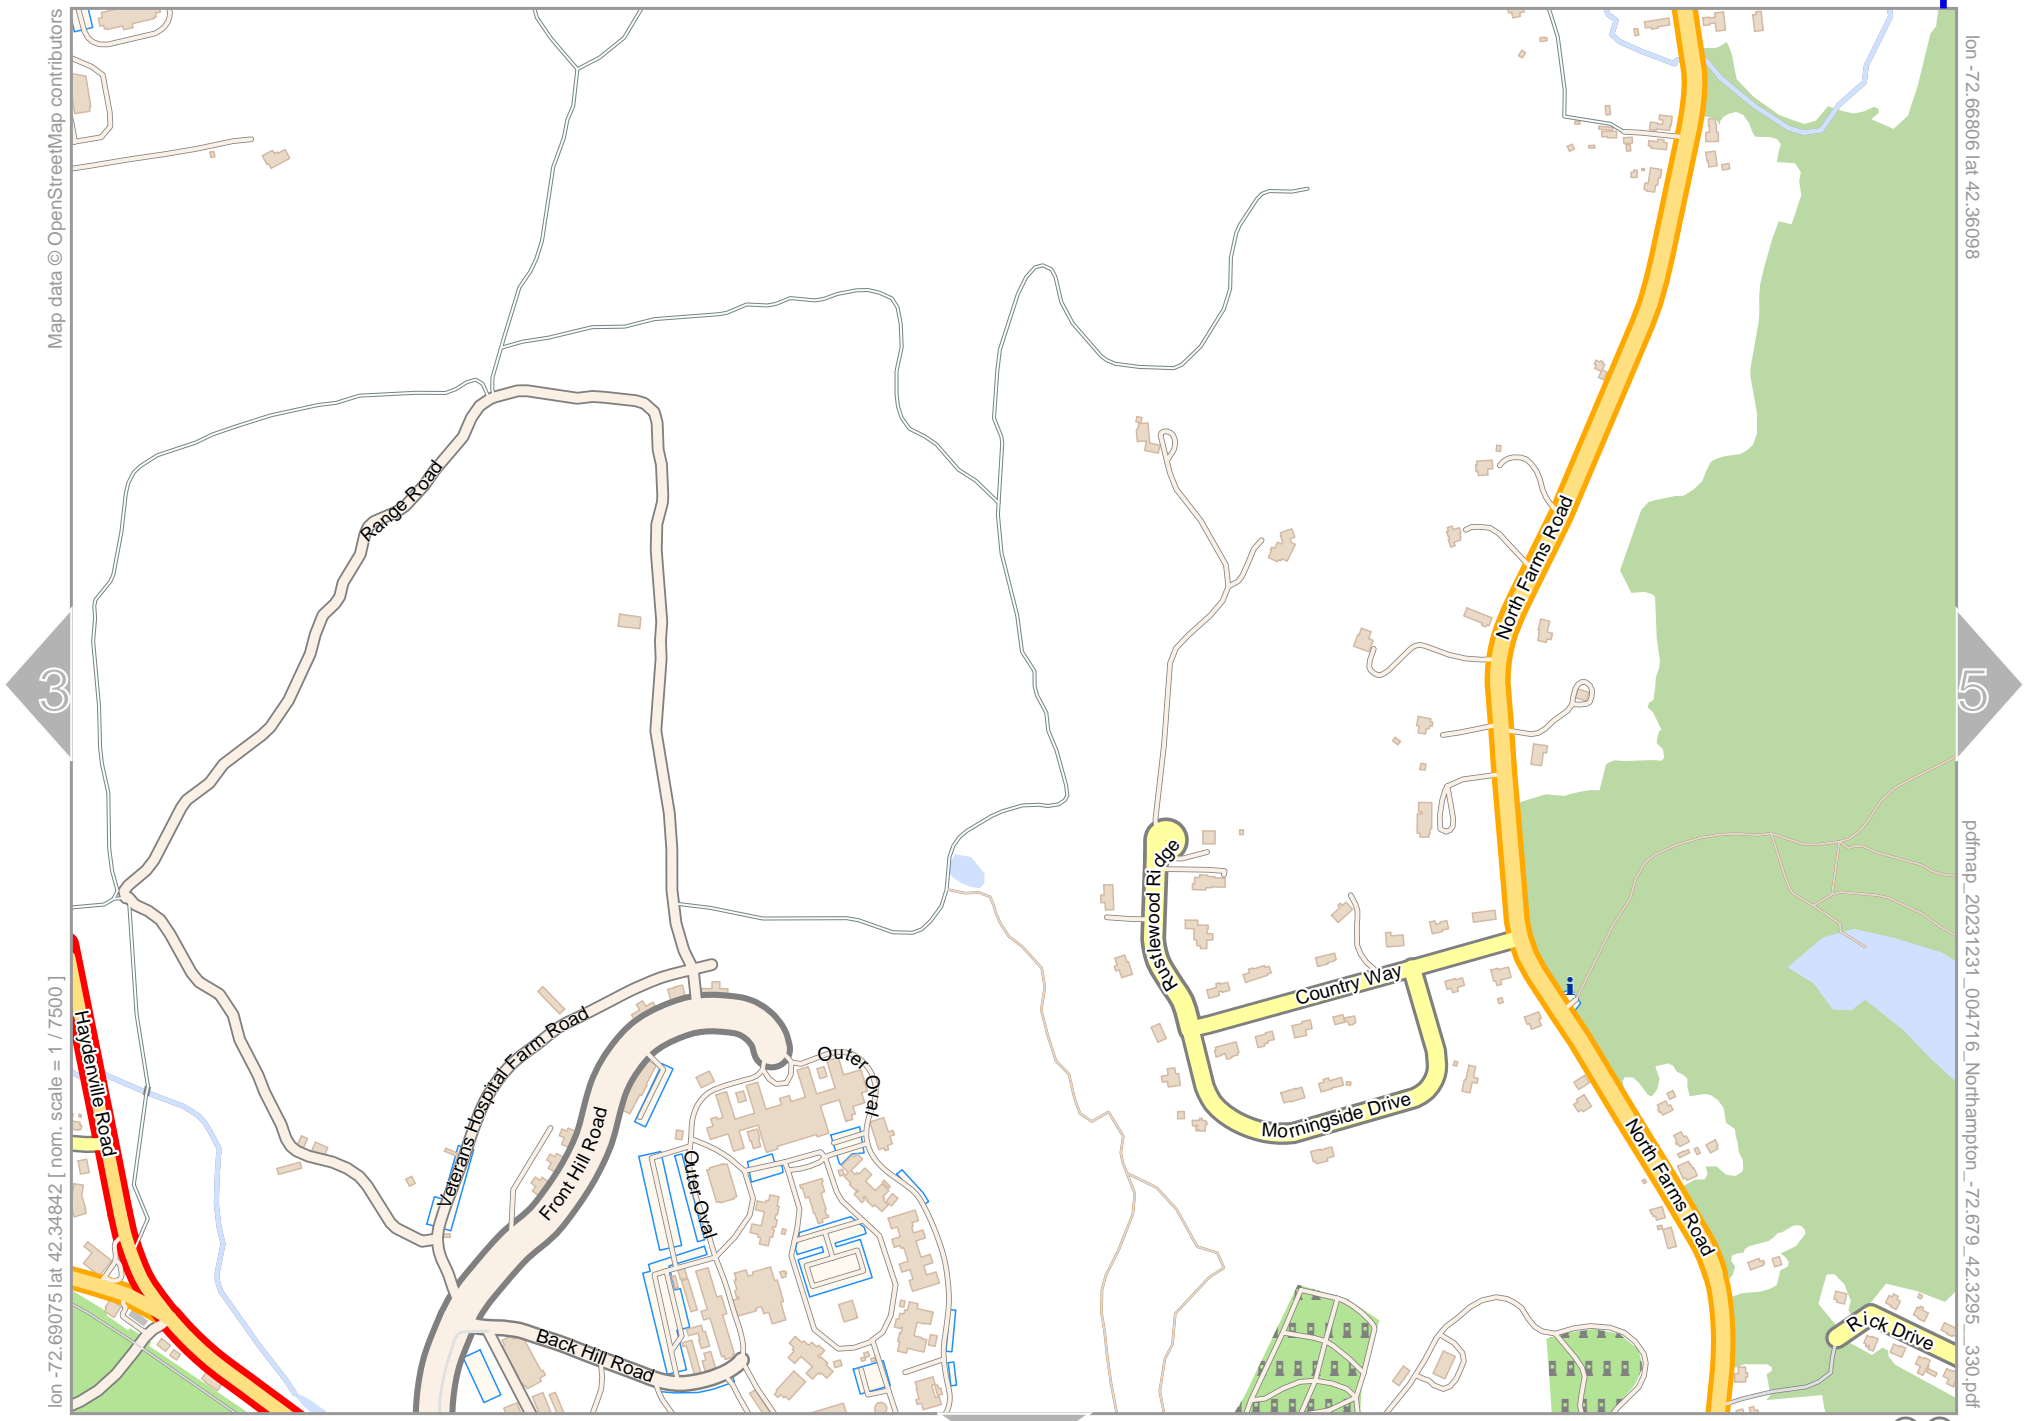 Map data © OpenStreetMap contributors
lon -72.69075 lat 42.34842 [ nom. scale = 1 / 7500 ]
lon -72.66806 lat 42.36098
pdfmap_20231231_004716_Northampton_-72.679_42.3295__330.pdf
3
5
Range Road
North Farms Road
Rustlewood Ridge
Country Way
Morningside Drive
i
Haydenville Road
Veterans Hospital Farm Road
Front Hill Road
Outer Oval
Outer Oval
North Farms Road
Back Hill Road
Rick Drive